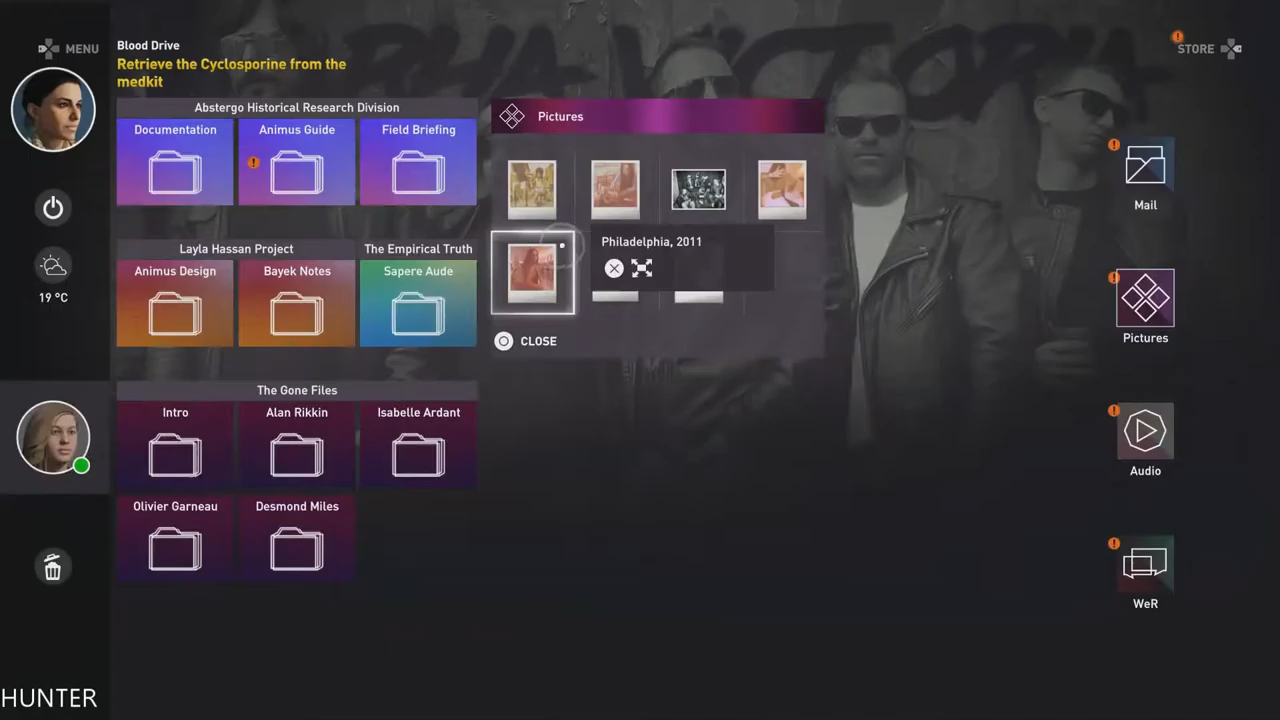 MENU
Blood Drive
Retrieve the Cyclosporine from the
medkit
STORE
Abstergo Historical Research Division
Documentation
Animus Guide
Field Briefing
Pictures
Layla Hassan Project
The Empirical Truth
Animus Design
Bayek Notes
Sapere Aude
Philadelphia, 2011
CLOSE
19 °C
The Gone Files
Intro
Alan Rikkin
Isabelle Ardant
Olivier Garneau
Desmond Miles
Mail
Pictures
Audio
WeR
HUNTER